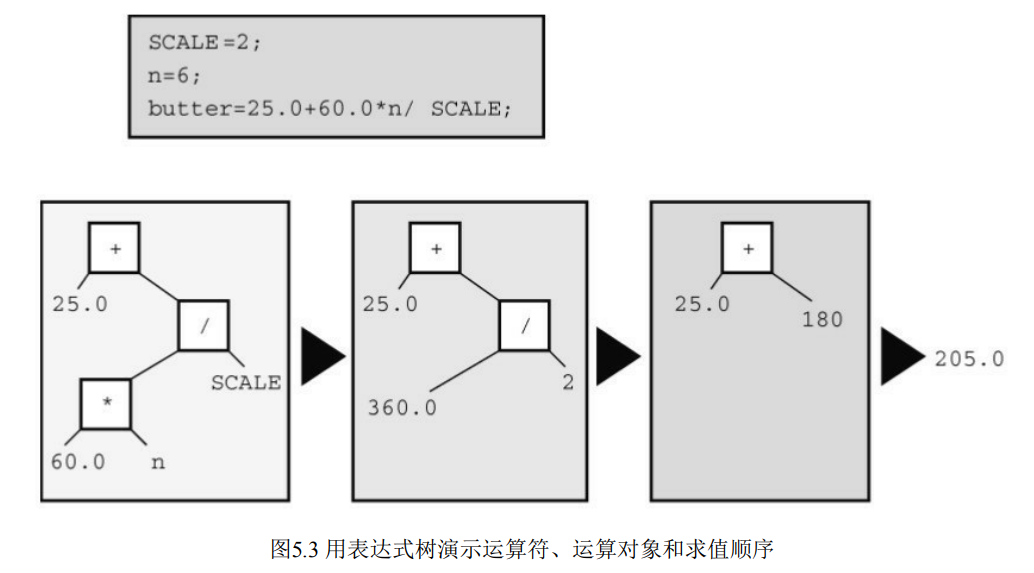 SCALE=2;
n=6;
butter=25.0+60.0*n/ SCALE;
+
25.0
/
SCALE
*
60.0 n
+
25.0
/
2
360.0
+
25.0
180
205.0
图5.3 用表达式树演示运算符、运算对象和求值顺序